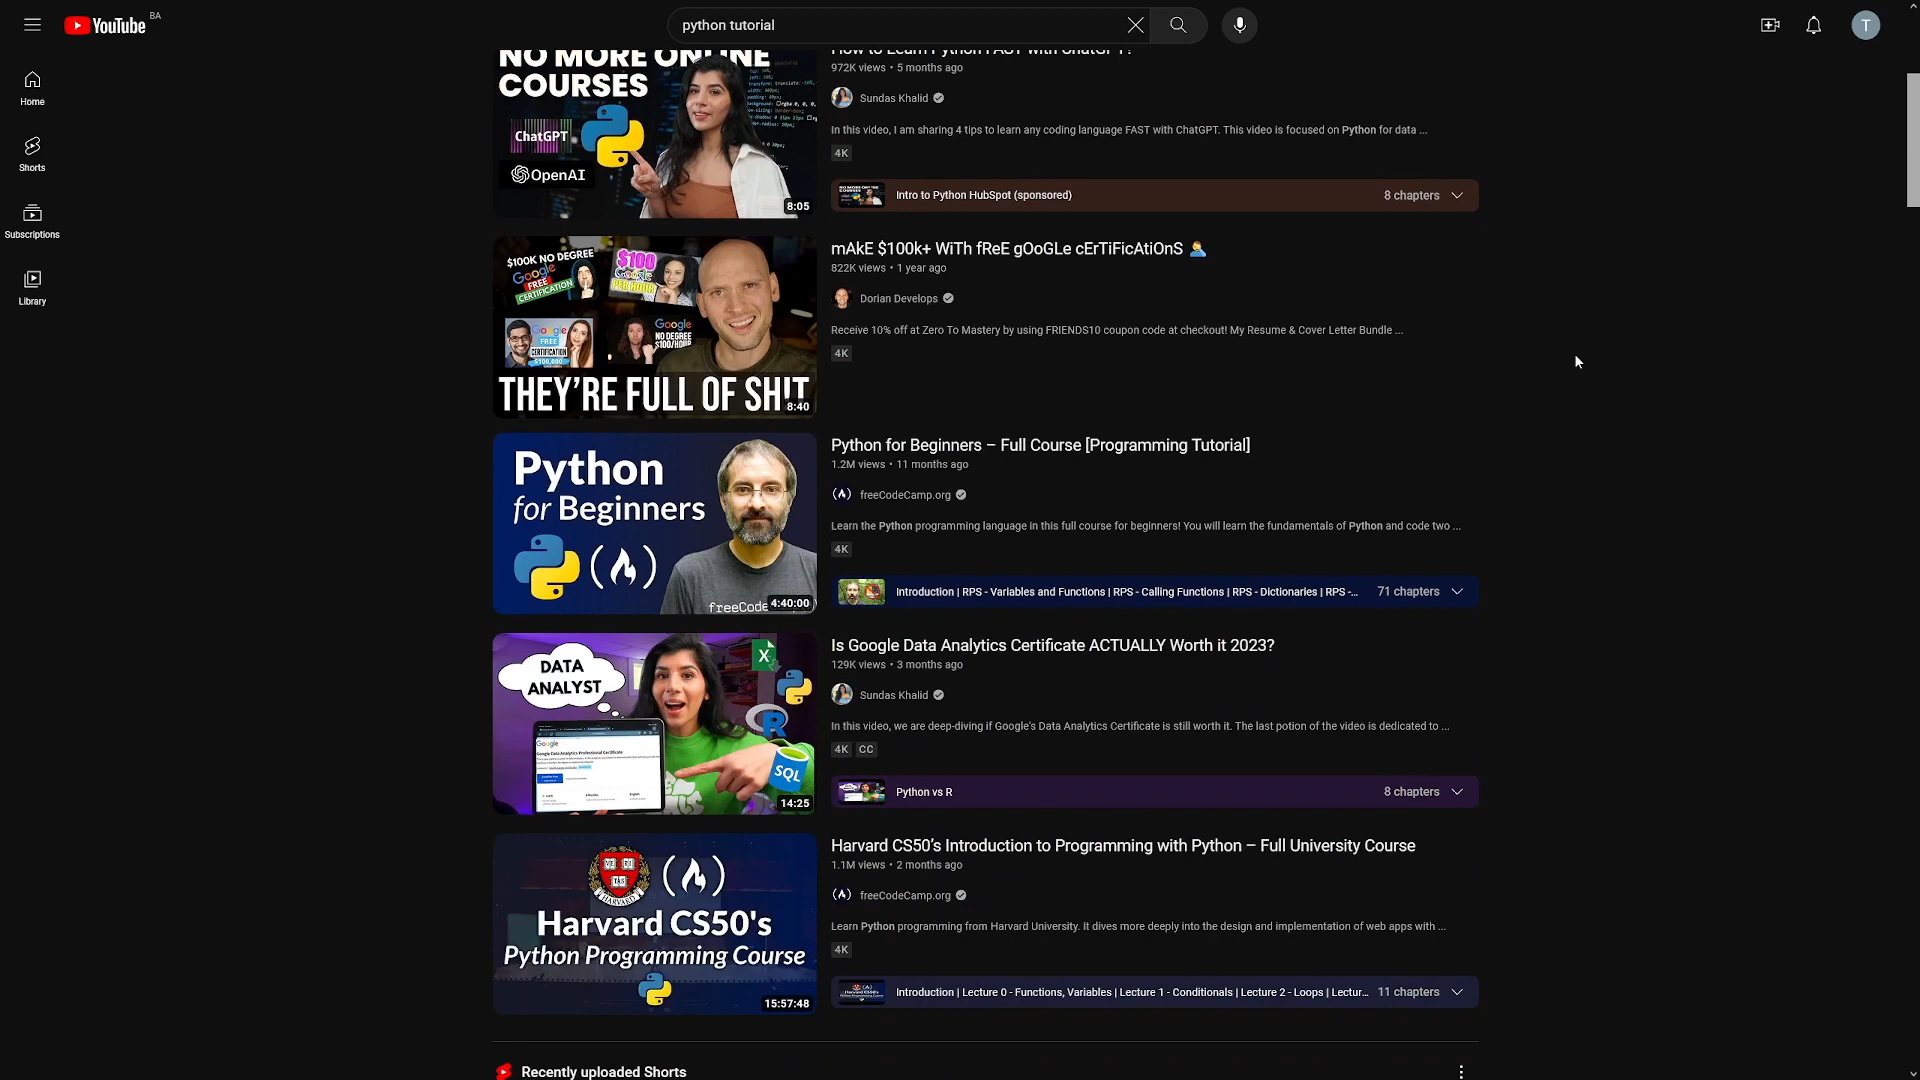 YouTube BA
python tutorial
T
Home
Shorts
Subscriptions
Library
NO MORE ONLINE
COURSES
ChatGPT
OpenAI
8:05
How to Learn Python FAST with ChatGPT?
972K views • 5 months ago
Sundas Khalid
In this video, I am sharing 4 tips to learn any coding language FAST with ChatGPT. This video is focused on Python for data ...
4K
Intro to Python HubSpot (sponsored)
8 chapters
$100K NO DEGREE
Google
FREE
CERTIFICATION
$100
Google
PER HOUR
Google
FREE
CERTIFICATION
$100,000
Google
NO DEGREE
$100/HOUR
THEY'RE FULL OF SH!T
8:40
mAkE $100k+ WiTh fReE gOoGLe cErTiFicAtiOnS 🤦‍♂️
822K views • 1 year ago
Dorian Develops
Receive 10% off at Zero To Mastery by using FRIENDS10 coupon code at checkout! My Resume & Cover Letter Bundle ...
4K
Python
for Beginners
freeCode
4:40:00
Python for Beginners – Full Course [Programming Tutorial]
1.2M views • 11 months ago
freeCodeCamp.org
Learn the Python programming language in this full course for beginners! You will learn the fundamentals of Python and code two ...
4K
Introduction | RPS - Variables and Functions | RPS - Calling Functions | RPS - Dictionaries | RPS -...
71 chapters
DATA
ANALYST
Google
X
R
SQL
14:25
Is Google Data Analytics Certificate ACTUALLY Worth it 2023?
129K views • 3 months ago
Sundas Khalid
In this video, we are deep-diving if Google's Data Analytics Certificate is still worth it. The last potion of the video is dedicated to ...
4K CC
Python vs R
8 chapters
VE RI
TAS
HARVARD
Harvard CS50's
Python Programming Course
15:57:48
Harvard CS50's Introduction to Programming with Python – Full University Course
1.1M views • 2 months ago
freeCodeCamp.org
Learn Python programming from Harvard University. It dives more deeply into the design and implementation of web apps with ...
4K
Introduction | Lecture 0 - Functions, Variables | Lecture 1 - Conditionals | Lecture 2 - Loops | Lectur...
11 chapters
Recently uploaded Shorts